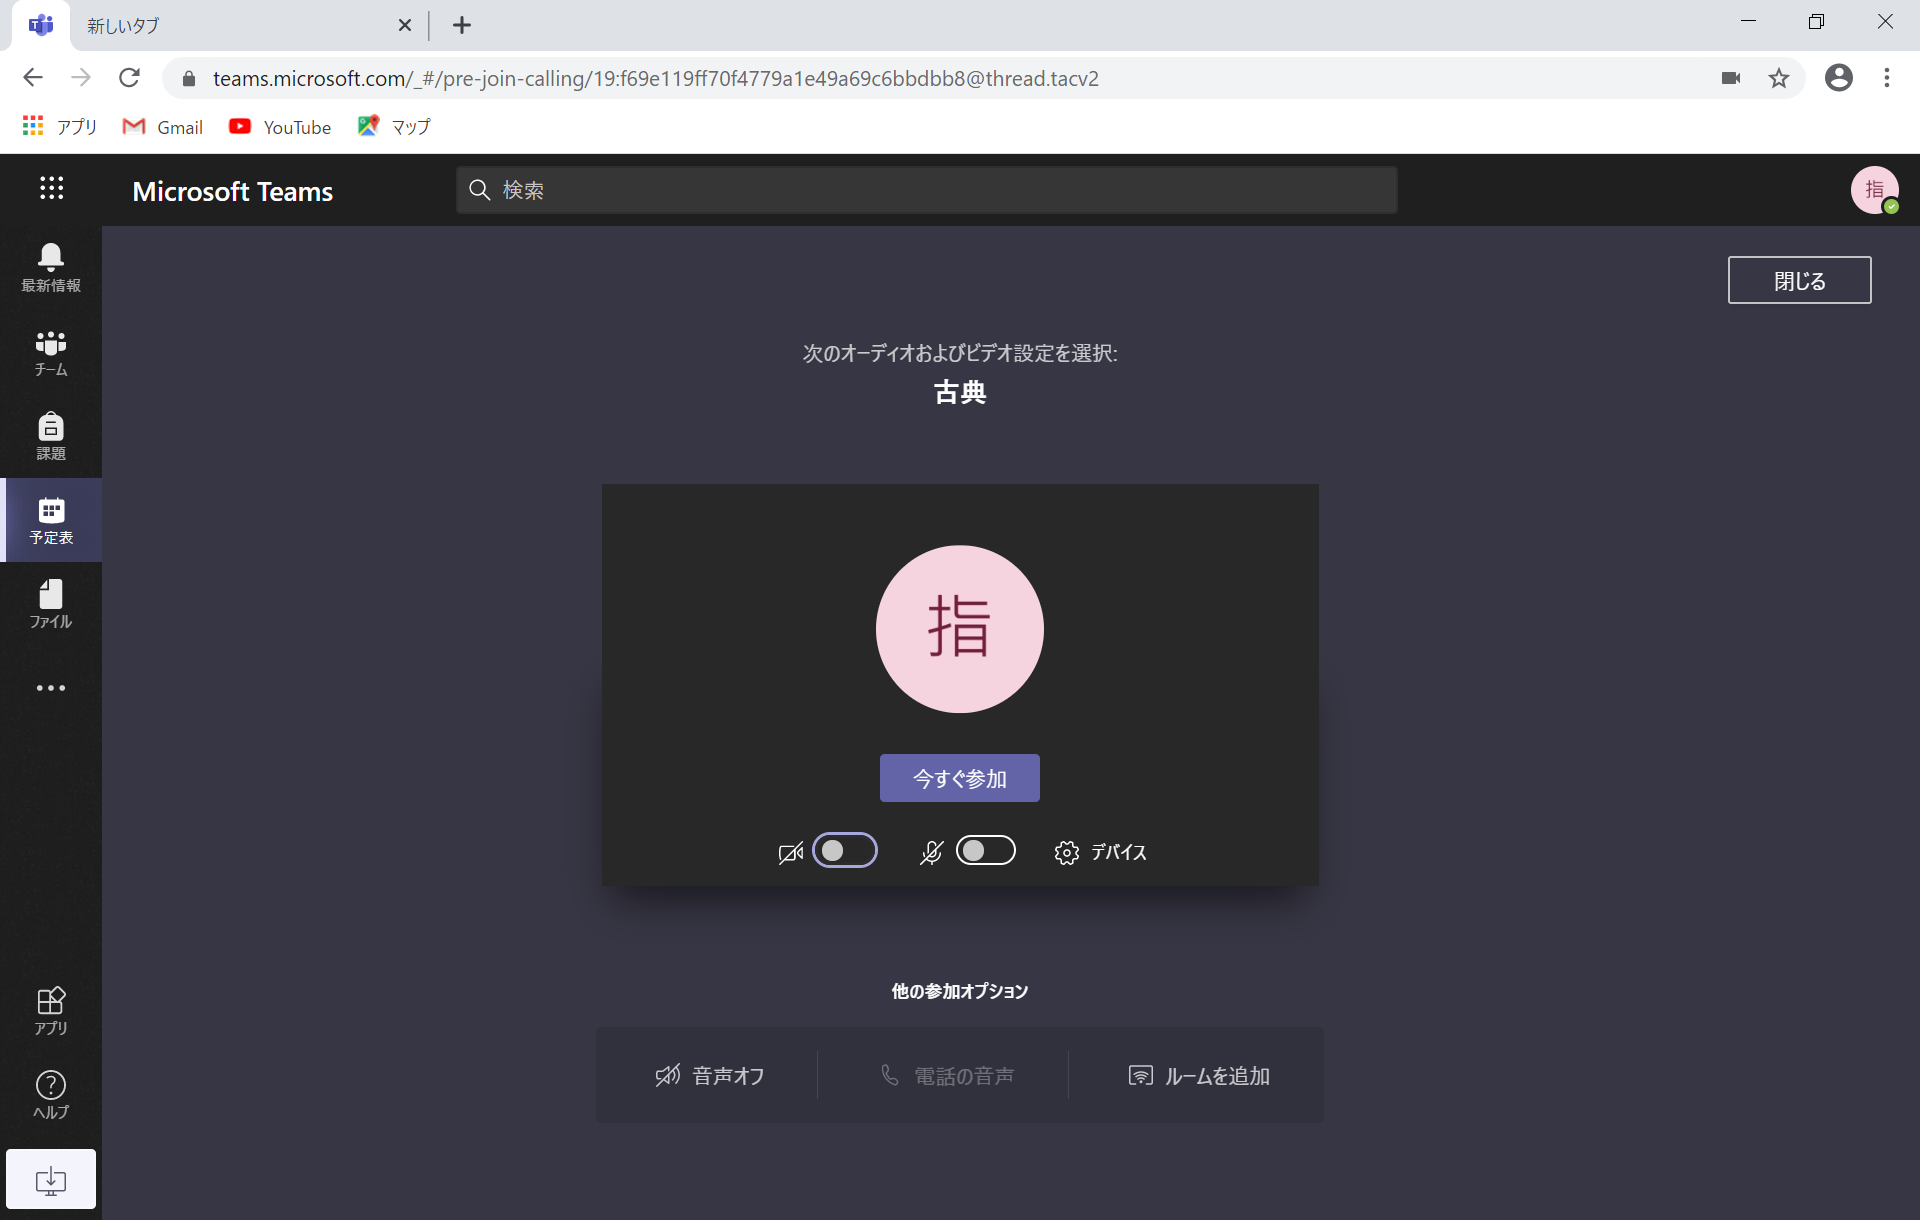 新しいタブ
teams.microsoft.com/_#/pre-join-calling/19:f69e119ff70f4779a1e49a69c6bbdbb8@thread.tacv2
アプリ
Gmail
YouTube
マップ
Microsoft Teams
検索
指
最新情報
チーム
課題
予定表
ファイル
アプリ
ヘルプ
閉じる
次のオーディオおよびビデオ設定を選択:
古典
指
今すぐ参加
デバイス
他の参加オプション
音声オフ
電話の音声
ルームを追加